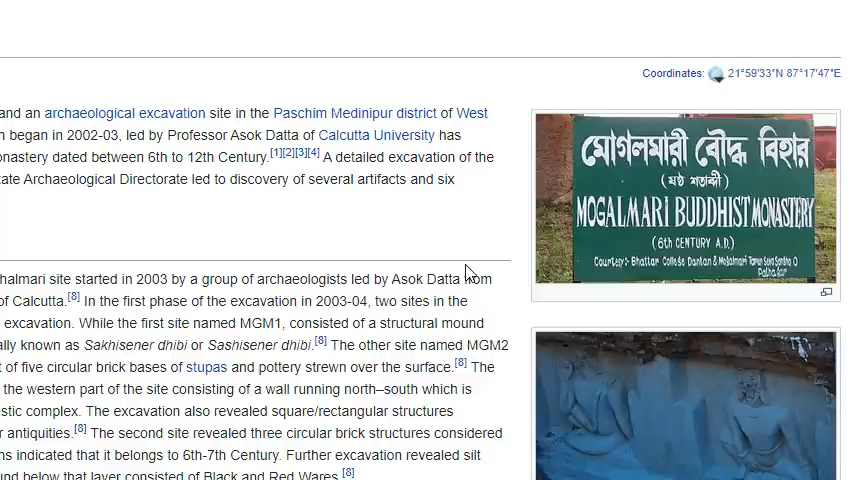 Coordinates: 21°59′33″N 87°17′47″E
and an archaeological excavation site in the Paschim Medinipur district of West
n began in 2002-03, led by Professor Asok Datta of Calcutta University has
onastery dated between 6th to 12th Century.[1][2][3][4] A detailed excavation of the
ate Archaeological Directorate led to discovery of several artifacts and six
মোগলমারী বৌদ্ধ বিহার
(ষষ্ঠ শতাব্দী)
MOGALMARI BUDDHIST MONASTERY
(6th CENTURY A.D.)
Courtesy:- Bhattar College Dantan & Mogalmari Tarun Seva Sangha O
halmari site started in 2003 by a group of archaeologists led by Asok Datta from
of Calcutta.[8] In the first phase of the excavation in 2003-04, two sites in the
excavation. While the first site named MGM1, consisted of a structural mound
ally known as Sakhisener dhibi or Sashisener dhibi.[8] The other site named MGM2
t of five circular brick bases of stupas and pottery strewn over the surface.[8] The
the western part of the site consisting of a wall running north–south which is
stic complex. The excavation also revealed square/rectangular structures
r antiquities.[8] The second site revealed three circular brick structures considered
ns indicated that it belongs to 6th-7th Century. Further excavation revealed silt
und below that layer consisted of Black and Red Wares.[8]